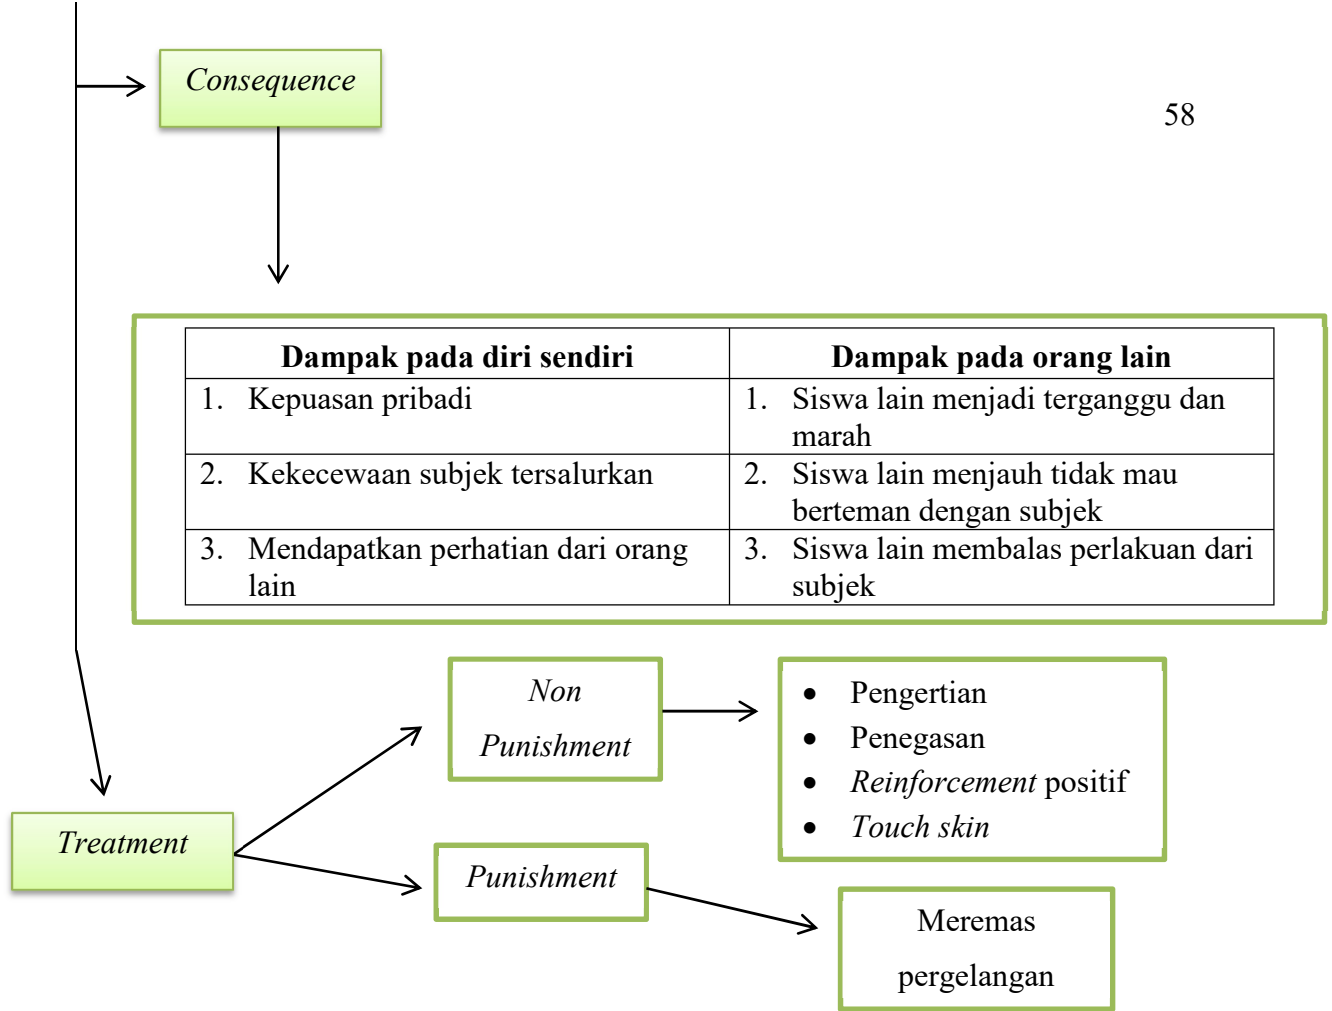 Consequence
58
Dampak pada diri sendiri
Dampak pada orang lain
1. Kepuasan pribadi
1. Siswa lain menjadi terganggu dan
marah
2. Kekecewaan subjek tersalurkan
2. Siswa lain menjauh tidak mau
berteman dengan subjek
3. Mendapatkan perhatian dari orang
lain
3. Siswa lain membalas perlakuan dari
subjek
Non
Punishment
• Pengertian
• Penegasan
• Reinforcement positif
• Touch skin
Treatment
Punishment
Meremas
pergelangan